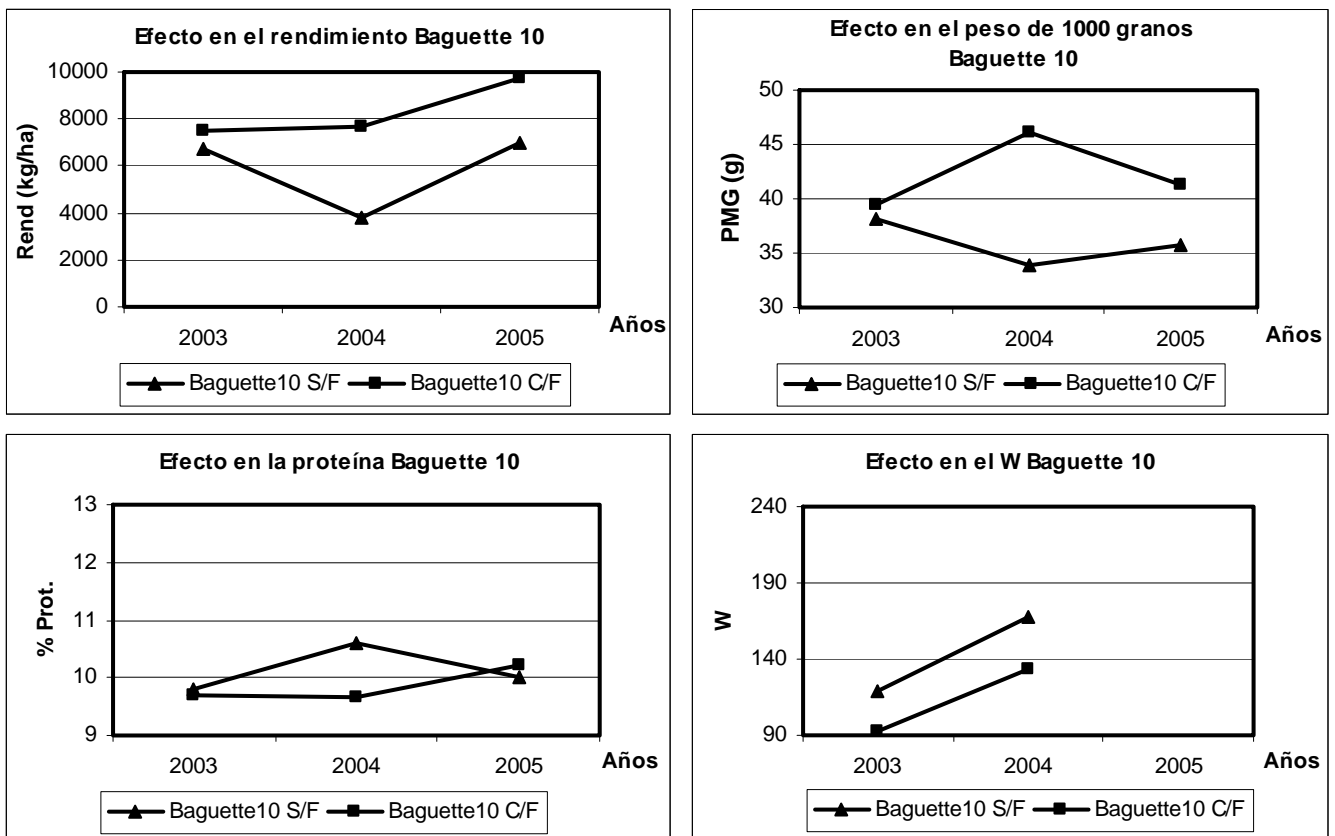 Efecto en el rendimiento Baguette 10
10000
8000
6000
4000
2000
0
Rend (kg/ha)
2003 2004 2005
Años
Baguette10 S/F Baguette10 C/F
Efecto en el peso de 1000 granos
Baguette 10
50
45
40
35
30
PMG (g)
2003 2004 2005
Años
Baguette10 S/F Baguette10 C/F
Efecto en la proteína Baguette 10
13
12
11
10
9
% Prot.
2003 2004 2005
Años
Baguette10 S/F Baguette10 C/F
Efecto en el W Baguette 10
240
190
140
90
W
2003 2004 2005
Años
Baguette10 S/F Baguette10 C/F